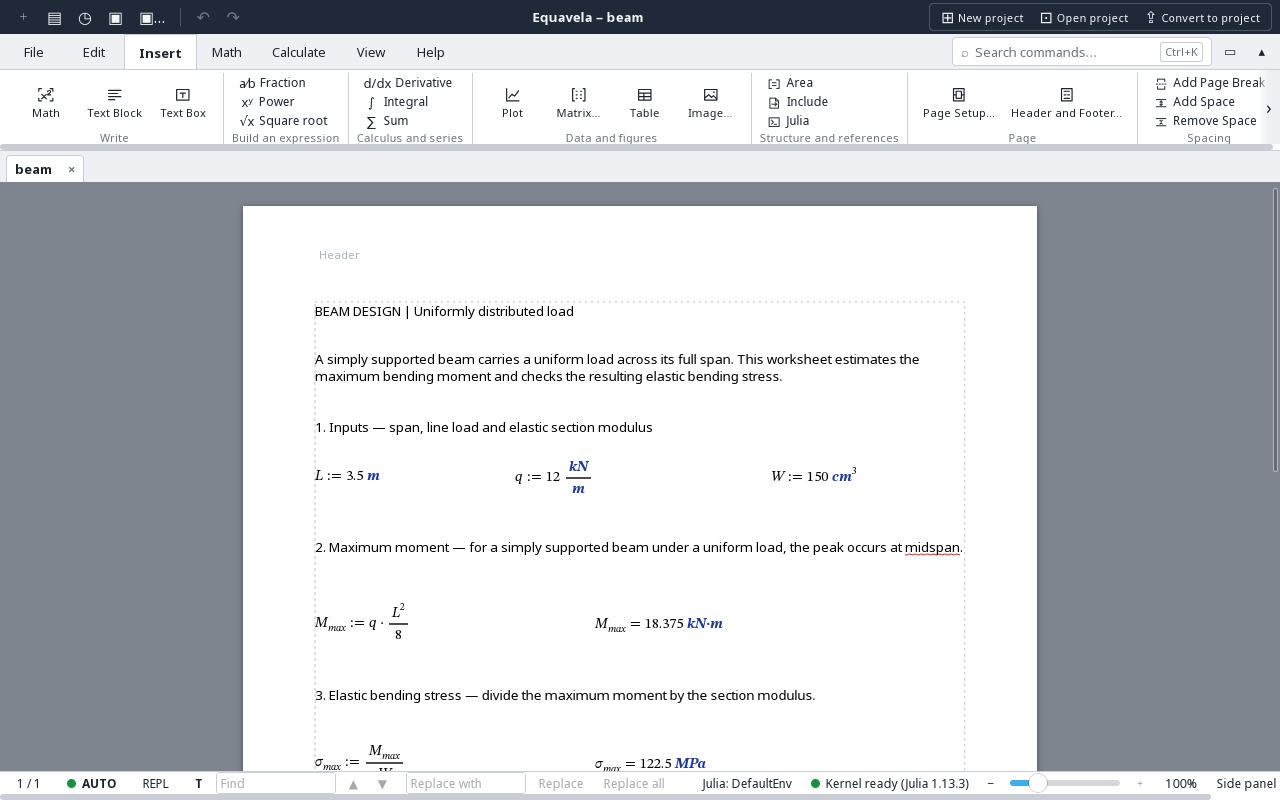 Equavela – beam
New project
Open project
Convert to project
File
Edit
Insert
Math
Calculate
View
Help
Search commands...
Ctrl+K
Math
Text Block
Text Box
Write
a/b Fraction
xʸ Power
√x Square root
Build an expression
d/dx Derivative
∫ Integral
∑ Sum
Calculus and series
Plot
Matrix...
Table
Image...
Data and figures
Area
Include
Julia
Structure and references
Page Setup...
Header and Footer...
Page
Add Page Break
Add Space
Remove Space
Spacing
beam ×
Header
BEAM DESIGN | Uniformly distributed load
A simply supported beam carries a uniform load across its full span. This worksheet estimates the
maximum bending moment and checks the resulting elastic bending stress.
1. Inputs — span, line load and elastic section modulus
L := 3.5 m
q := 12 kN/m
W := 150 cm³
2. Maximum moment — for a simply supported beam under a uniform load, the peak occurs at midspan.
M_max := q · L²/8
M_max = 18.375 kN·m
3. Elastic bending stress — divide the maximum moment by the section modulus.
σ_max := M_max/W
σ_max = 122.5 MPa
1 / 1
AUTO
REPL
T
Find
Replace with
Replace
Replace all
Julia: DefaultEnv
Kernel ready (Julia 1.13.3)
− + 100%
Side panel